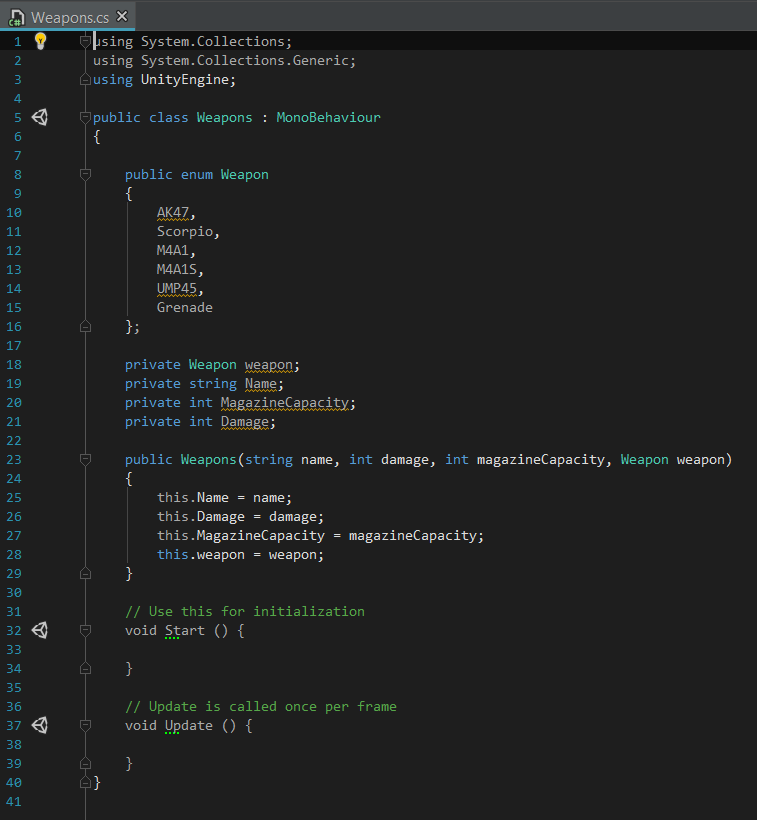 Weapons.cs
1 using System.Collections;
2 using System.Collections.Generic;
3 using UnityEngine;
4
5 public class Weapons : MonoBehaviour
6 {
7
8 public enum Weapon
9 {
10 AK47,
11 Scorpio,
12 M4A1,
13 M4A1S,
14 UMP45,
15 Grenade
16 };
17
18 private Weapon weapon;
19 private string Name;
20 private int MagazineCapacity;
21 private int Damage;
22
23 public Weapons(string name, int damage, int magazineCapacity, Weapon weapon)
24 {
25 this.Name = name;
26 this.Damage = damage;
27 this.MagazineCapacity = magazineCapacity;
28 this.weapon = weapon;
29 }
30
31 // Use this for initialization
32 void Start () {
33
34 }
35
36 // Update is called once per frame
37 void Update () {
38
39 }
40 }
41